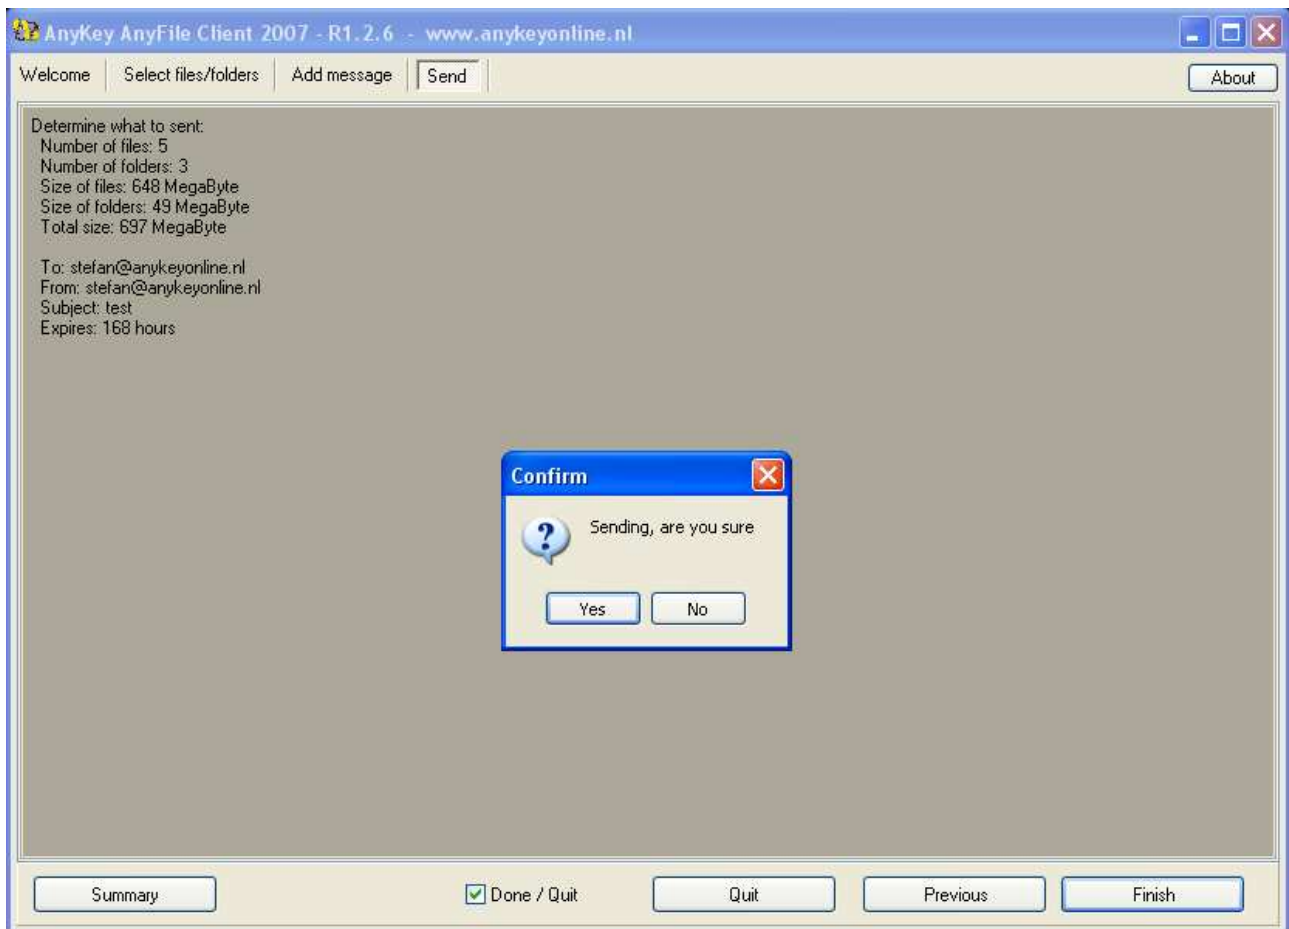 AnyKey AnyFile Client 2007 - R1.2.6 - www.anykeyonline.nl
Welcome Select files/folders Add message Send About
Determine what to sent:
Number of files: 5
Number of folders: 3
Size of files: 648 MegaByte
Size of folders: 49 MegaByte
Total size: 697 MegaByte
To: stefan@anykeyonline.nl
From: stefan@anykeyonline.nl
Subject: test
Expires: 168 hours
Confirm
Sending, are you sure
Yes No
Summary Done / Quit Quit Previous Finish